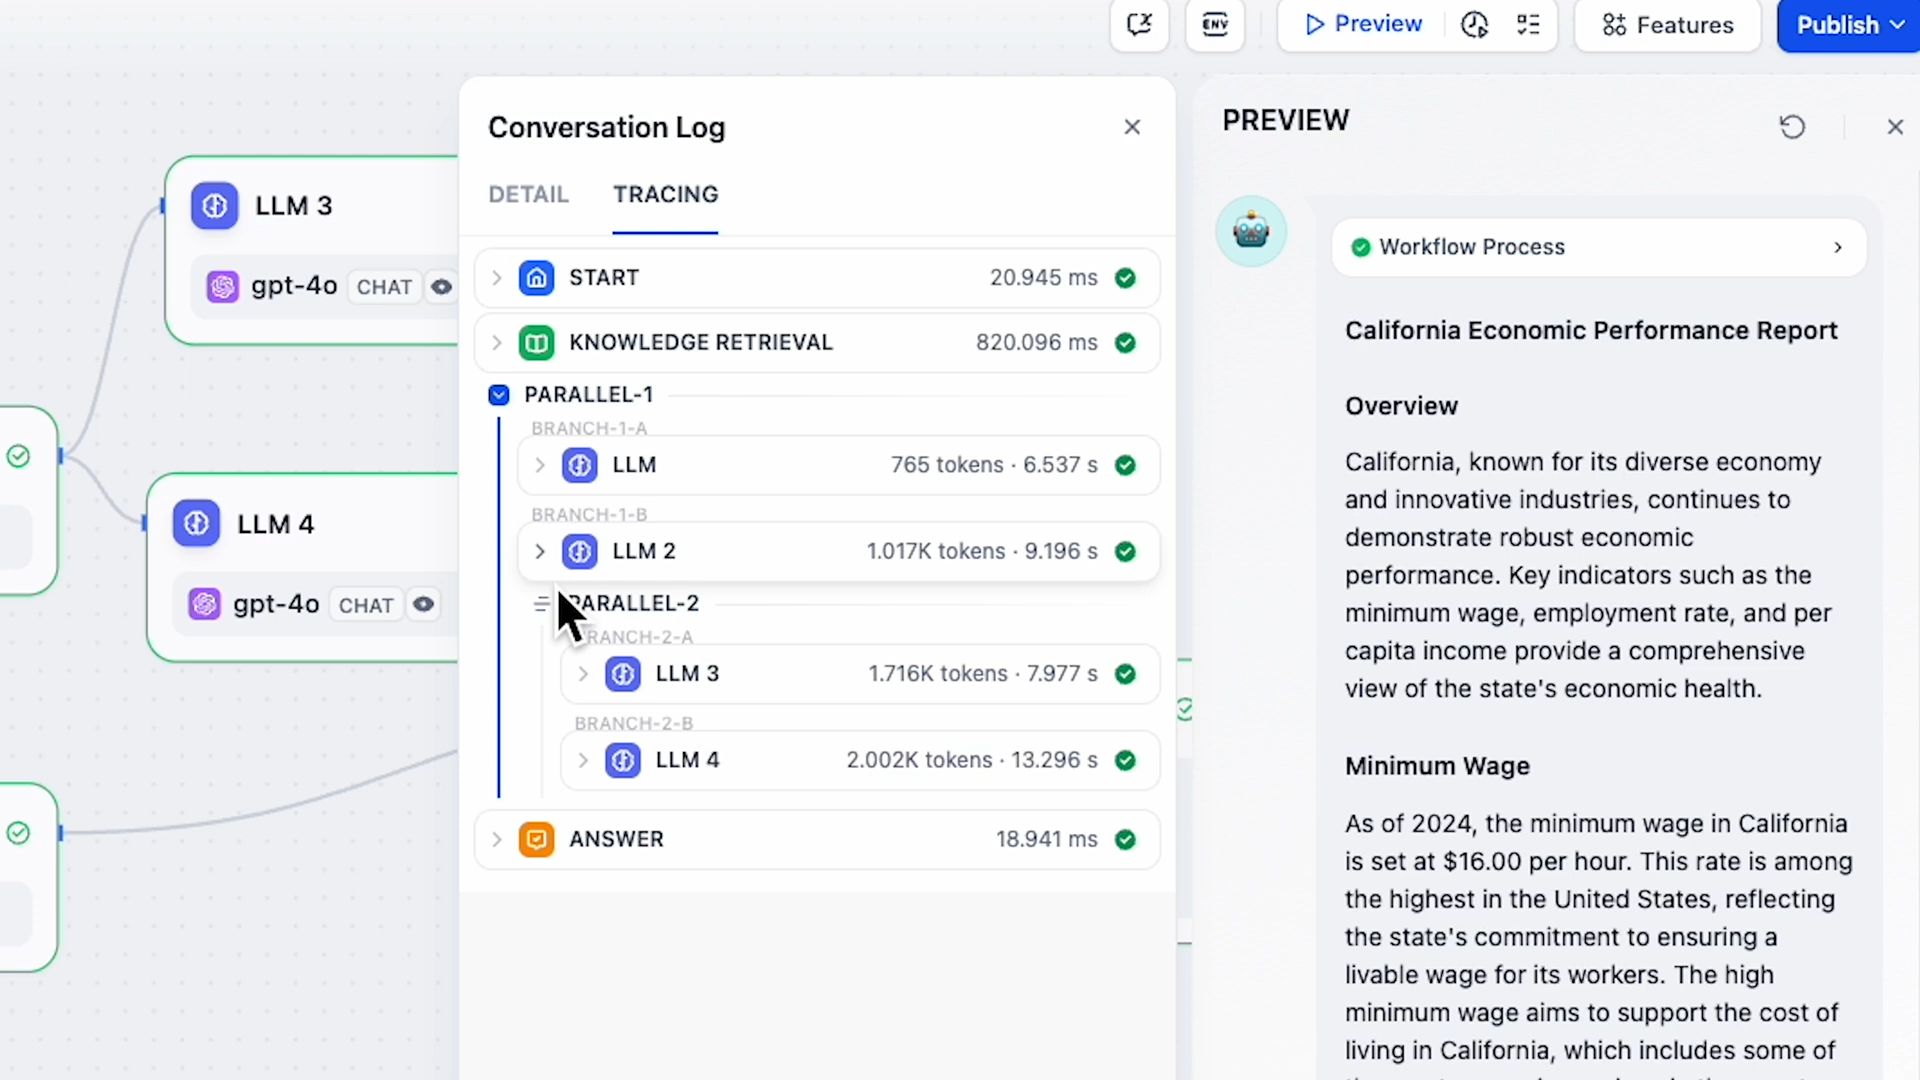 ENV
Preview
Features
Publish
LLM 3
gpt-4o CHAT
LLM 4
gpt-4o CHAT
Conversation Log
DETAIL TRACING
START 20.945 ms
KNOWLEDGE RETRIEVAL 820.096 ms
PARALLEL-1
BRANCH-1-A
LLM 765 tokens · 6.537 s
BRANCH-1-B
LLM 2 1.017K tokens · 9.196 s
PARALLEL-2
RANCH-2-A
LLM 3 1.716K tokens · 7.977 s
BRANCH-2-B
LLM 4 2.002K tokens · 13.296 s
ANSWER 18.941 ms
PREVIEW
Workflow Process
California Economic Performance Report
Overview
California, known for its diverse economy
and innovative industries, continues to
demonstrate robust economic
performance. Key indicators such as the
minimum wage, employment rate, and per
capita income provide a comprehensive
view of the state's economic health.
Minimum Wage
As of 2024, the minimum wage in California
is set at $16.00 per hour. This rate is among
the highest in the United States, reflecting
the state's commitment to ensuring a
livable wage for its workers. The high
minimum wage aims to support the cost of
living in California, which includes some of